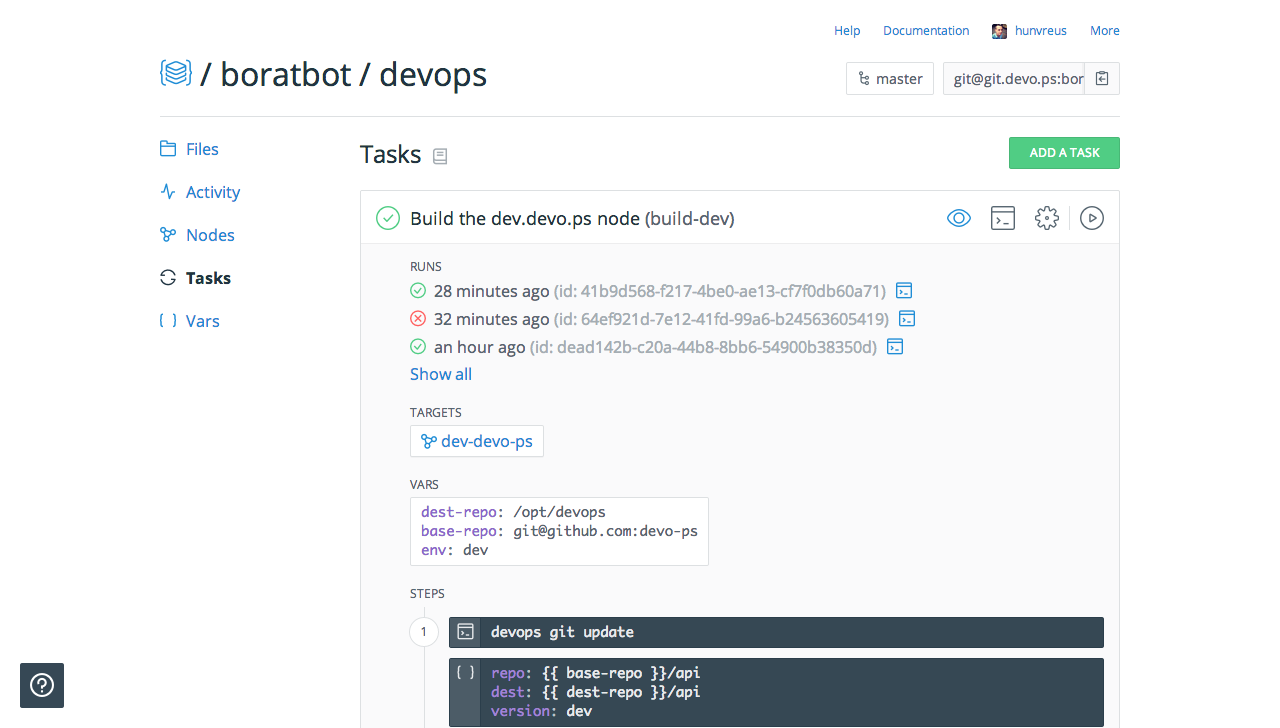 Help Documentation hunvreus More
/ boratbot / devops
master git@git.devo.ps:bor
Files
Activity
Nodes
Tasks
Vars
Tasks
ADD A TASK
Build the dev.devo.ps node (build-dev)
RUNS
28 minutes ago (id: 41b9d568-f217-4be0-ae13-cf7f0db60a71)
32 minutes ago (id: 64ef921d-7e12-41fd-99a6-b24563605419)
an hour ago (id: dead142b-c20a-44b8-8bb6-54900b38350d)
Show all
TARGETS
dev-devo-ps
VARS
dest-repo: /opt/devops
base-repo: git@github.com:devo-ps
env: dev
STEPS
1 devops git update
repo: {{ base-repo }}/api
dest: {{ dest-repo }}/api
version: dev